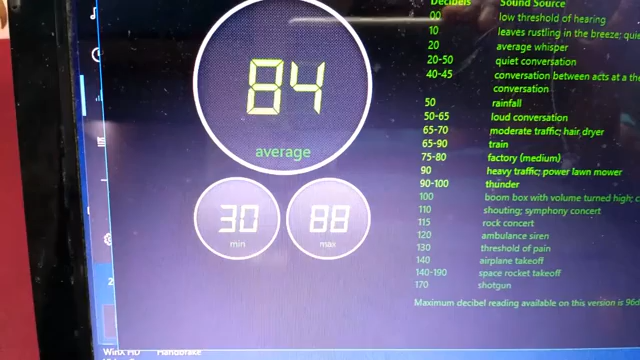 84
average
30
min
88
max
Decibels Sound Source
00 low threshold of hearing
10 leaves rustling in the breeze;
20 average whisper
20-50 quiet conversation
40-45 conversation between acts at a
conversation
50 rainfall
50-65 loud conversation
65-70 moderate traffic; hair dryer
65-90 train
75-80 factory (medium)
90 heavy traffic; power lawn mower
90-100 thunder
100 boom box with volume turned high;
110 shouting; symphony concert
115 rock concert
120 ambulance siren
130 threshold of pain
140 airplane takeoff
140-190 space rocket takeoff
170 shotgun
Maximum decibel reading available on this version is 96d
WinX HD Handbrake